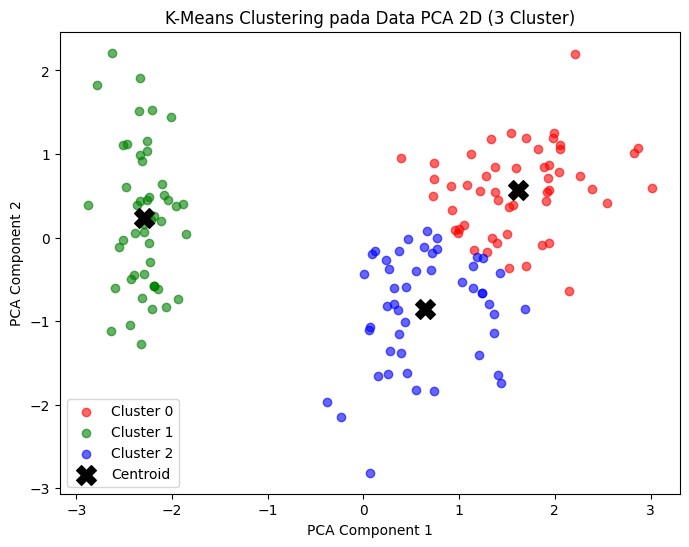 K-Means Clustering pada Data PCA 2D (3 Cluster)
PCA Component 2
2
1
0
−1
−2
−3
Cluster 0
Cluster 1
Cluster 2
Centroid
−3
−2
−1
0
1
2
3
PCA Component 1